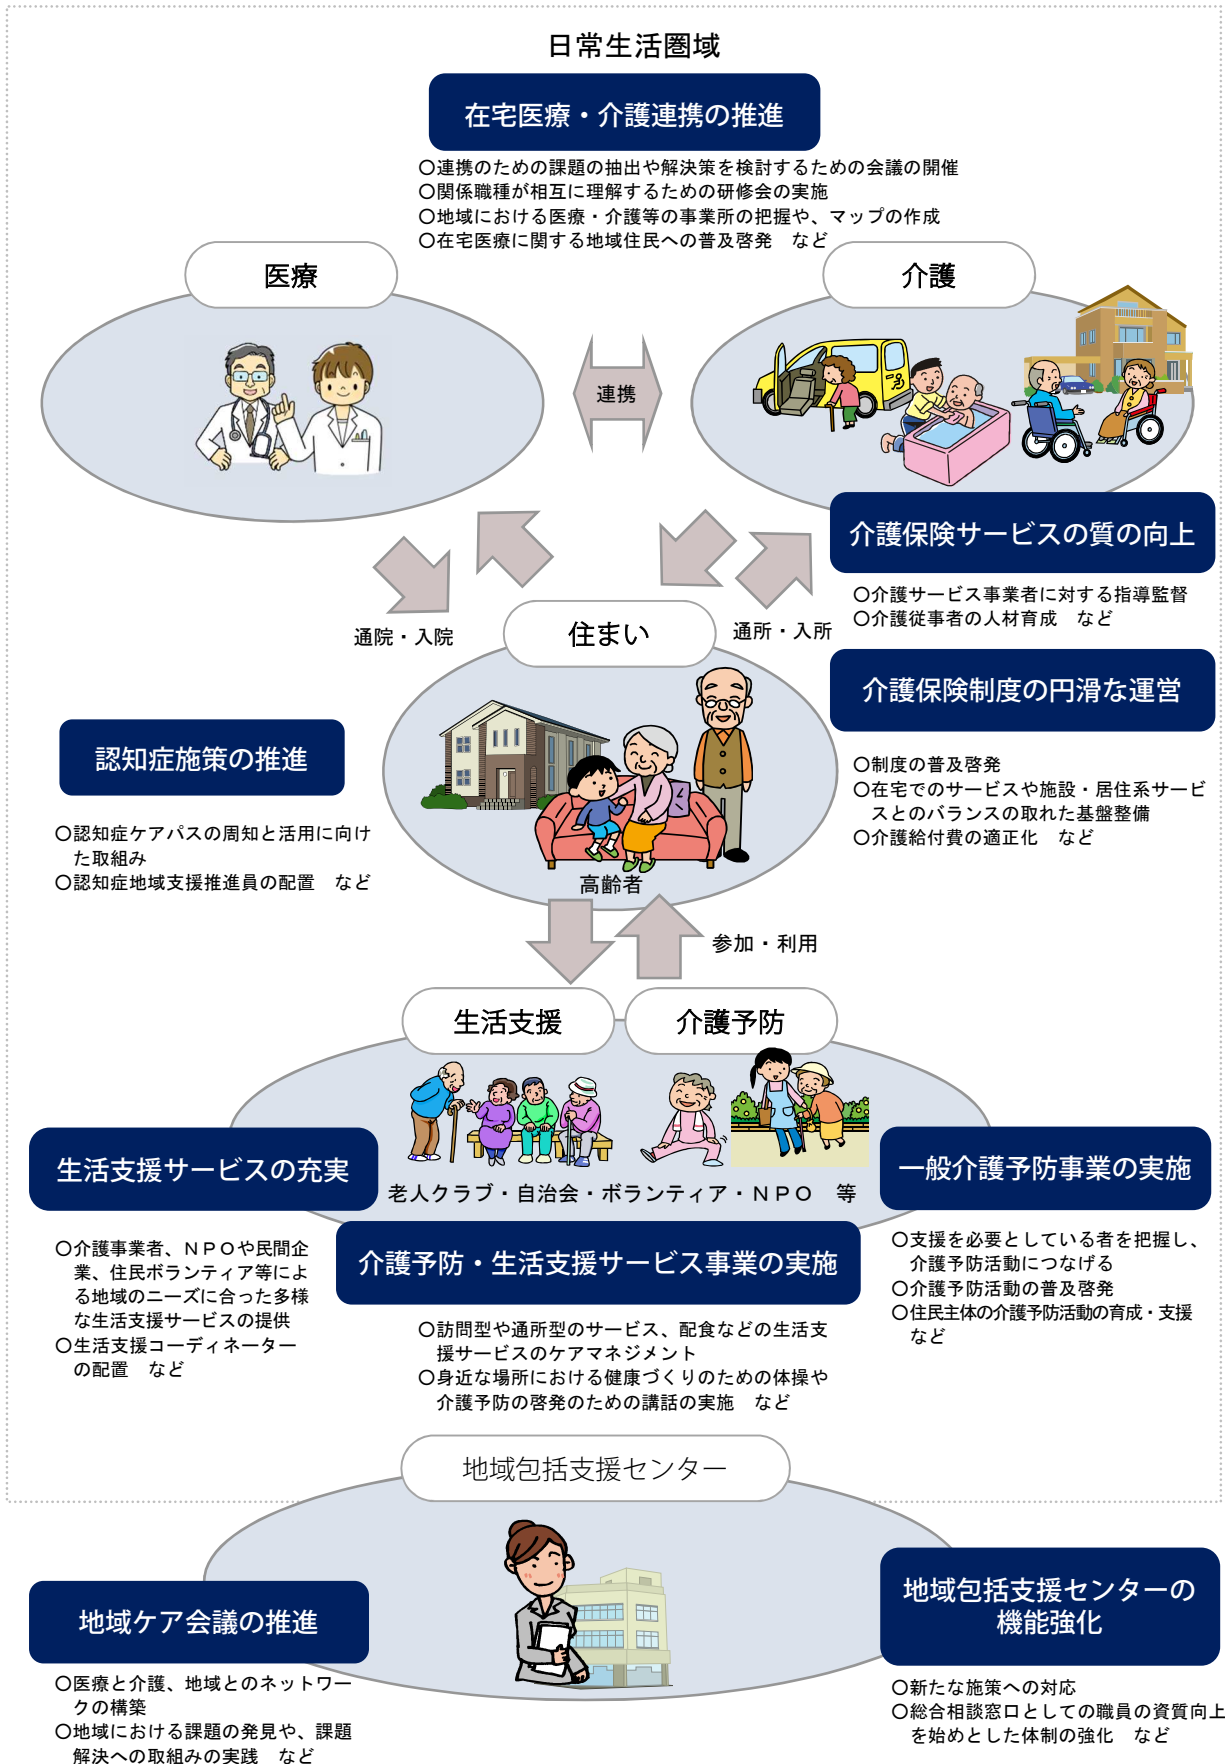 日常生活圏域
在宅医療・介護連携の推進
○連携のための課題の抽出や解決策を検討するための会議の開催
○関係職種が相互に理解するための研修会の実施
○地域における医療・介護等の事業所の把握や、マップの作成
○在宅医療に関する地域住民への普及啓発　など
医療
介護
連携
介護保険サービスの質の向上
○介護サービス事業者に対する指導監督
○介護従事者の人材育成　など
通院・入院
住まい
通所・入所
介護保険制度の円滑な運営
○制度の普及啓発
○在宅でのサービスや施設・居住系サービ
スとのバランスの取れた基盤整備
○介護給付費の適正化　など
認知症施策の推進
○認知症ケアパスの周知と活用に向け
た取組み
○認知症地域支援推進員の配置　など
高齢者
参加・利用
生活支援
介護予防
老人クラブ・自治会・ボランティア・ＮＰＯ　等
生活支援サービスの充実
○介護事業者、ＮＰＯや民間企
業、住民ボランティア等によ
る地域のニーズに合った多様
な生活支援サービスの提供
○生活支援コーディネーター
の配置　など
介護予防・生活支援サービス事業の実施
○訪問型や通所型のサービス、配食などの生活支
援サービスのケアマネジメント
○身近な場所における健康づくりのための体操や
介護予防の啓発のための講話の実施　など
一般介護予防事業の実施
○支援を必要としている者を把握し、
介護予防活動につなげる
○介護予防活動の普及啓発
○住民主体の介護予防活動の育成・支援
など
地域包括支援センター
地域ケア会議の推進
○医療と介護、地域とのネットワー
クの構築
○地域における課題の発見や、課題
解決への取組みの実践　など
地域包括支援センターの
機能強化
○新たな施策への対応
○総合相談窓口としての職員の資質向上
を始めとした体制の強化　など